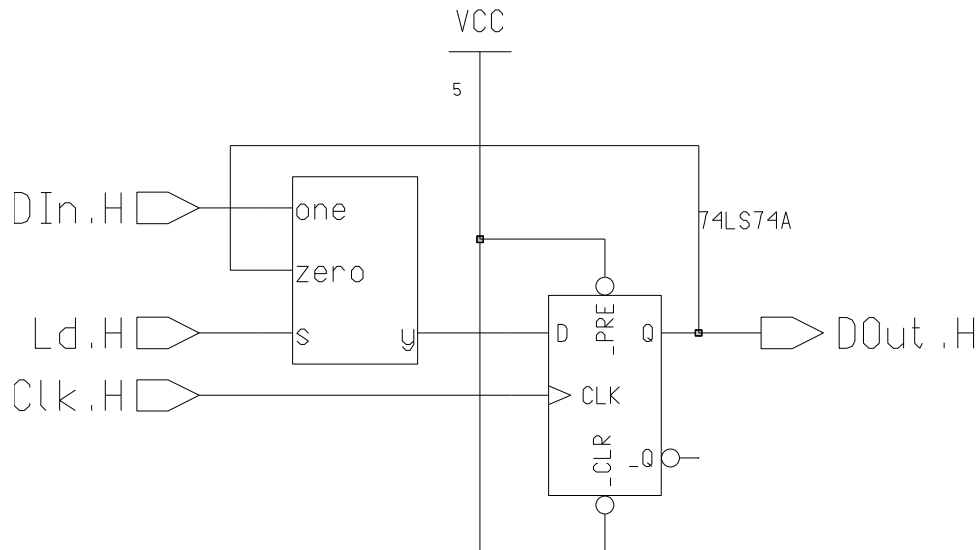 VCC
5
DIn.H
one
74LS74A
zero
Ld.H
s
y
D
_PRE
Q
DOut.H
Clk.H
CLK
_CLR
_Q